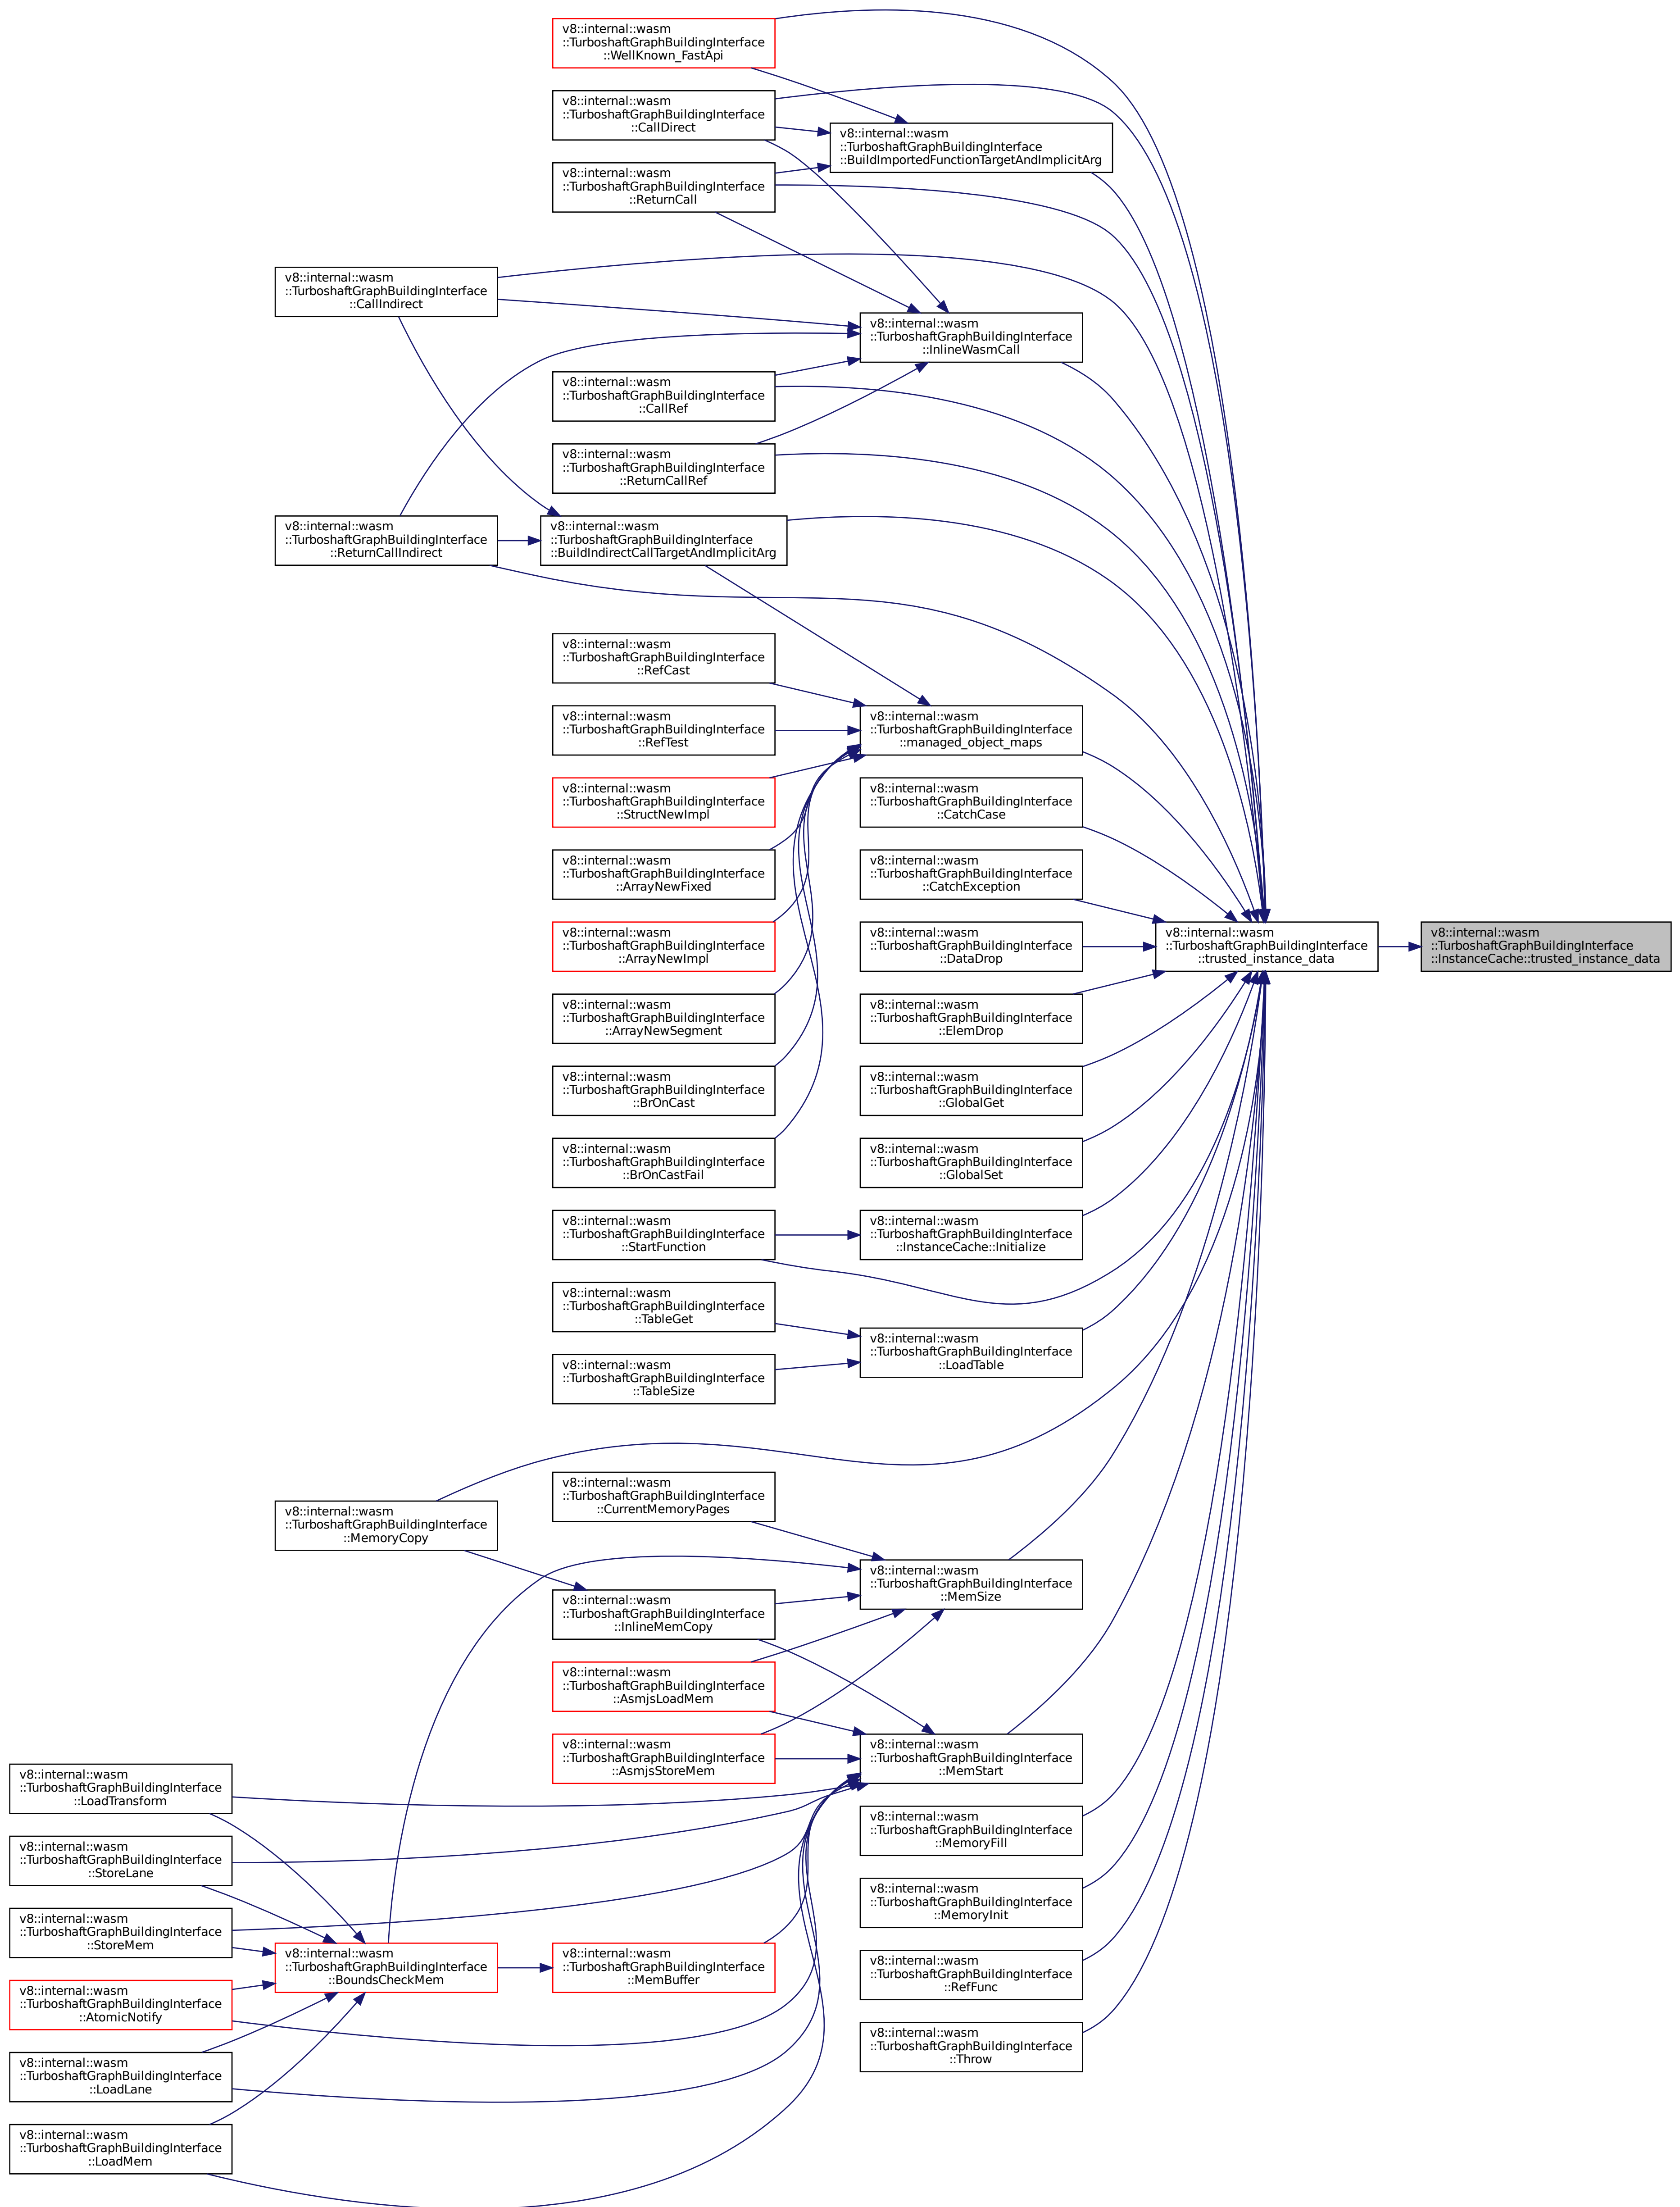 v8::internal::wasm
::TurboshaftGraphBuildingInterface
::WellKnown_FastApi
v8::internal::wasm
::TurboshaftGraphBuildingInterface
::CallDirect
v8::internal::wasm
::TurboshaftGraphBuildingInterface
::BuildImportedFunctionTargetAndImplicitArg
v8::internal::wasm
::TurboshaftGraphBuildingInterface
::ReturnCall
v8::internal::wasm
::TurboshaftGraphBuildingInterface
::CallIndirect
v8::internal::wasm
::TurboshaftGraphBuildingInterface
::InlineWasmCall
v8::internal::wasm
::TurboshaftGraphBuildingInterface
::CallRef
v8::internal::wasm
::TurboshaftGraphBuildingInterface
::ReturnCallRef
v8::internal::wasm
::TurboshaftGraphBuildingInterface
::ReturnCallIndirect
v8::internal::wasm
::TurboshaftGraphBuildingInterface
::BuildIndirectCallTargetAndImplicitArg
v8::internal::wasm
::TurboshaftGraphBuildingInterface
::RefCast
v8::internal::wasm
::TurboshaftGraphBuildingInterface
::RefTest
v8::internal::wasm
::TurboshaftGraphBuildingInterface
::managed_object_maps
v8::internal::wasm
::TurboshaftGraphBuildingInterface
::StructNewImpl
v8::internal::wasm
::TurboshaftGraphBuildingInterface
::CatchCase
v8::internal::wasm
::TurboshaftGraphBuildingInterface
::ArrayNewFixed
v8::internal::wasm
::TurboshaftGraphBuildingInterface
::CatchException
v8::internal::wasm
::TurboshaftGraphBuildingInterface
::ArrayNewImpl
v8::internal::wasm
::TurboshaftGraphBuildingInterface
::DataDrop
v8::internal::wasm
::TurboshaftGraphBuildingInterface
::trusted_instance_data
v8::internal::wasm
::TurboshaftGraphBuildingInterface
::InstanceCache::trusted_instance_data
v8::internal::wasm
::TurboshaftGraphBuildingInterface
::ArrayNewSegment
v8::internal::wasm
::TurboshaftGraphBuildingInterface
::ElemDrop
v8::internal::wasm
::TurboshaftGraphBuildingInterface
::BrOnCast
v8::internal::wasm
::TurboshaftGraphBuildingInterface
::GlobalGet
v8::internal::wasm
::TurboshaftGraphBuildingInterface
::BrOnCastFail
v8::internal::wasm
::TurboshaftGraphBuildingInterface
::GlobalSet
v8::internal::wasm
::TurboshaftGraphBuildingInterface
::StartFunction
v8::internal::wasm
::TurboshaftGraphBuildingInterface
::InstanceCache::Initialize
v8::internal::wasm
::TurboshaftGraphBuildingInterface
::TableGet
v8::internal::wasm
::TurboshaftGraphBuildingInterface
::LoadTable
v8::internal::wasm
::TurboshaftGraphBuildingInterface
::TableSize
v8::internal::wasm
::TurboshaftGraphBuildingInterface
::CurrentMemoryPages
v8::internal::wasm
::TurboshaftGraphBuildingInterface
::MemoryCopy
v8::internal::wasm
::TurboshaftGraphBuildingInterface
::MemSize
v8::internal::wasm
::TurboshaftGraphBuildingInterface
::InlineMemCopy
v8::internal::wasm
::TurboshaftGraphBuildingInterface
::AsmjsLoadMem
v8::internal::wasm
::TurboshaftGraphBuildingInterface
::AsmjsStoreMem
v8::internal::wasm
::TurboshaftGraphBuildingInterface
::MemStart
v8::internal::wasm
::TurboshaftGraphBuildingInterface
::LoadTransform
v8::internal::wasm
::TurboshaftGraphBuildingInterface
::MemoryFill
v8::internal::wasm
::TurboshaftGraphBuildingInterface
::StoreLane
v8::internal::wasm
::TurboshaftGraphBuildingInterface
::MemoryInit
v8::internal::wasm
::TurboshaftGraphBuildingInterface
::StoreMem
v8::internal::wasm
::TurboshaftGraphBuildingInterface
::BoundsCheckMem
v8::internal::wasm
::TurboshaftGraphBuildingInterface
::MemBuffer
v8::internal::wasm
::TurboshaftGraphBuildingInterface
::RefFunc
v8::internal::wasm
::TurboshaftGraphBuildingInterface
::AtomicNotify
v8::internal::wasm
::TurboshaftGraphBuildingInterface
::Throw
v8::internal::wasm
::TurboshaftGraphBuildingInterface
::LoadLane
v8::internal::wasm
::TurboshaftGraphBuildingInterface
::LoadMem